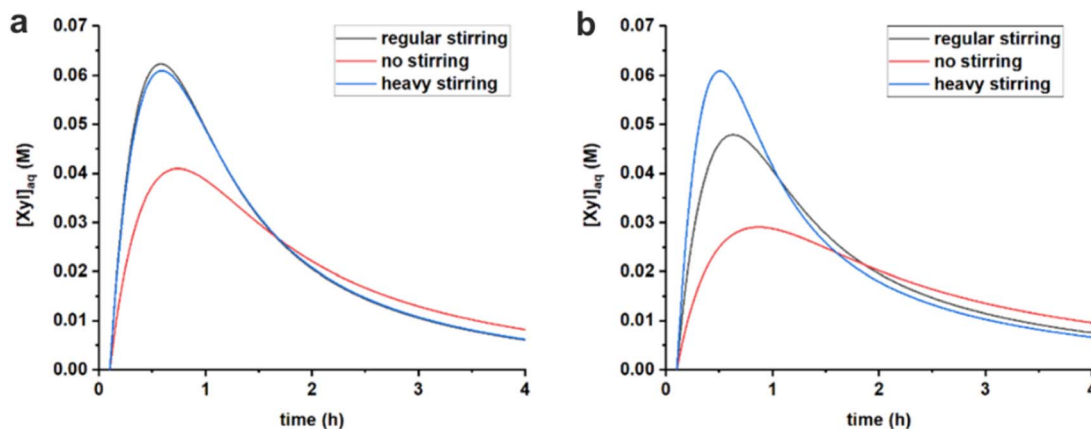 a
0.07
0.06
0.05
0.04
0.03
0.02
0.01
0.00
[Xyl]aq (M)
regular stirring
no stirring
heavy stirring
0
1
2
3
4
time (h)
b
0.07
0.06
0.05
0.04
0.03
0.02
0.01
0.00
[Xyl]aq (M)
regular stirring
no stirring
heavy stirring
0
1
2
3
4
time (h)